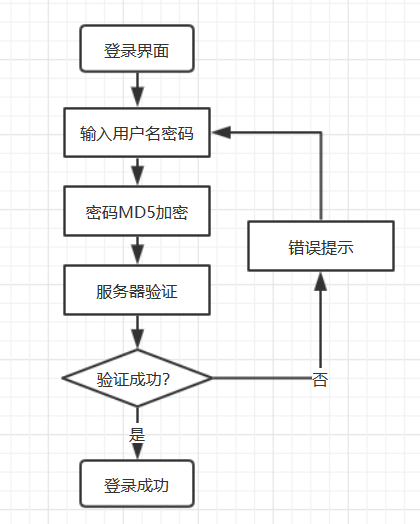 登录界面
输入用户名密码
密码MD5加密
服务器验证
错误提示
验证成功？
否
是
登录成功